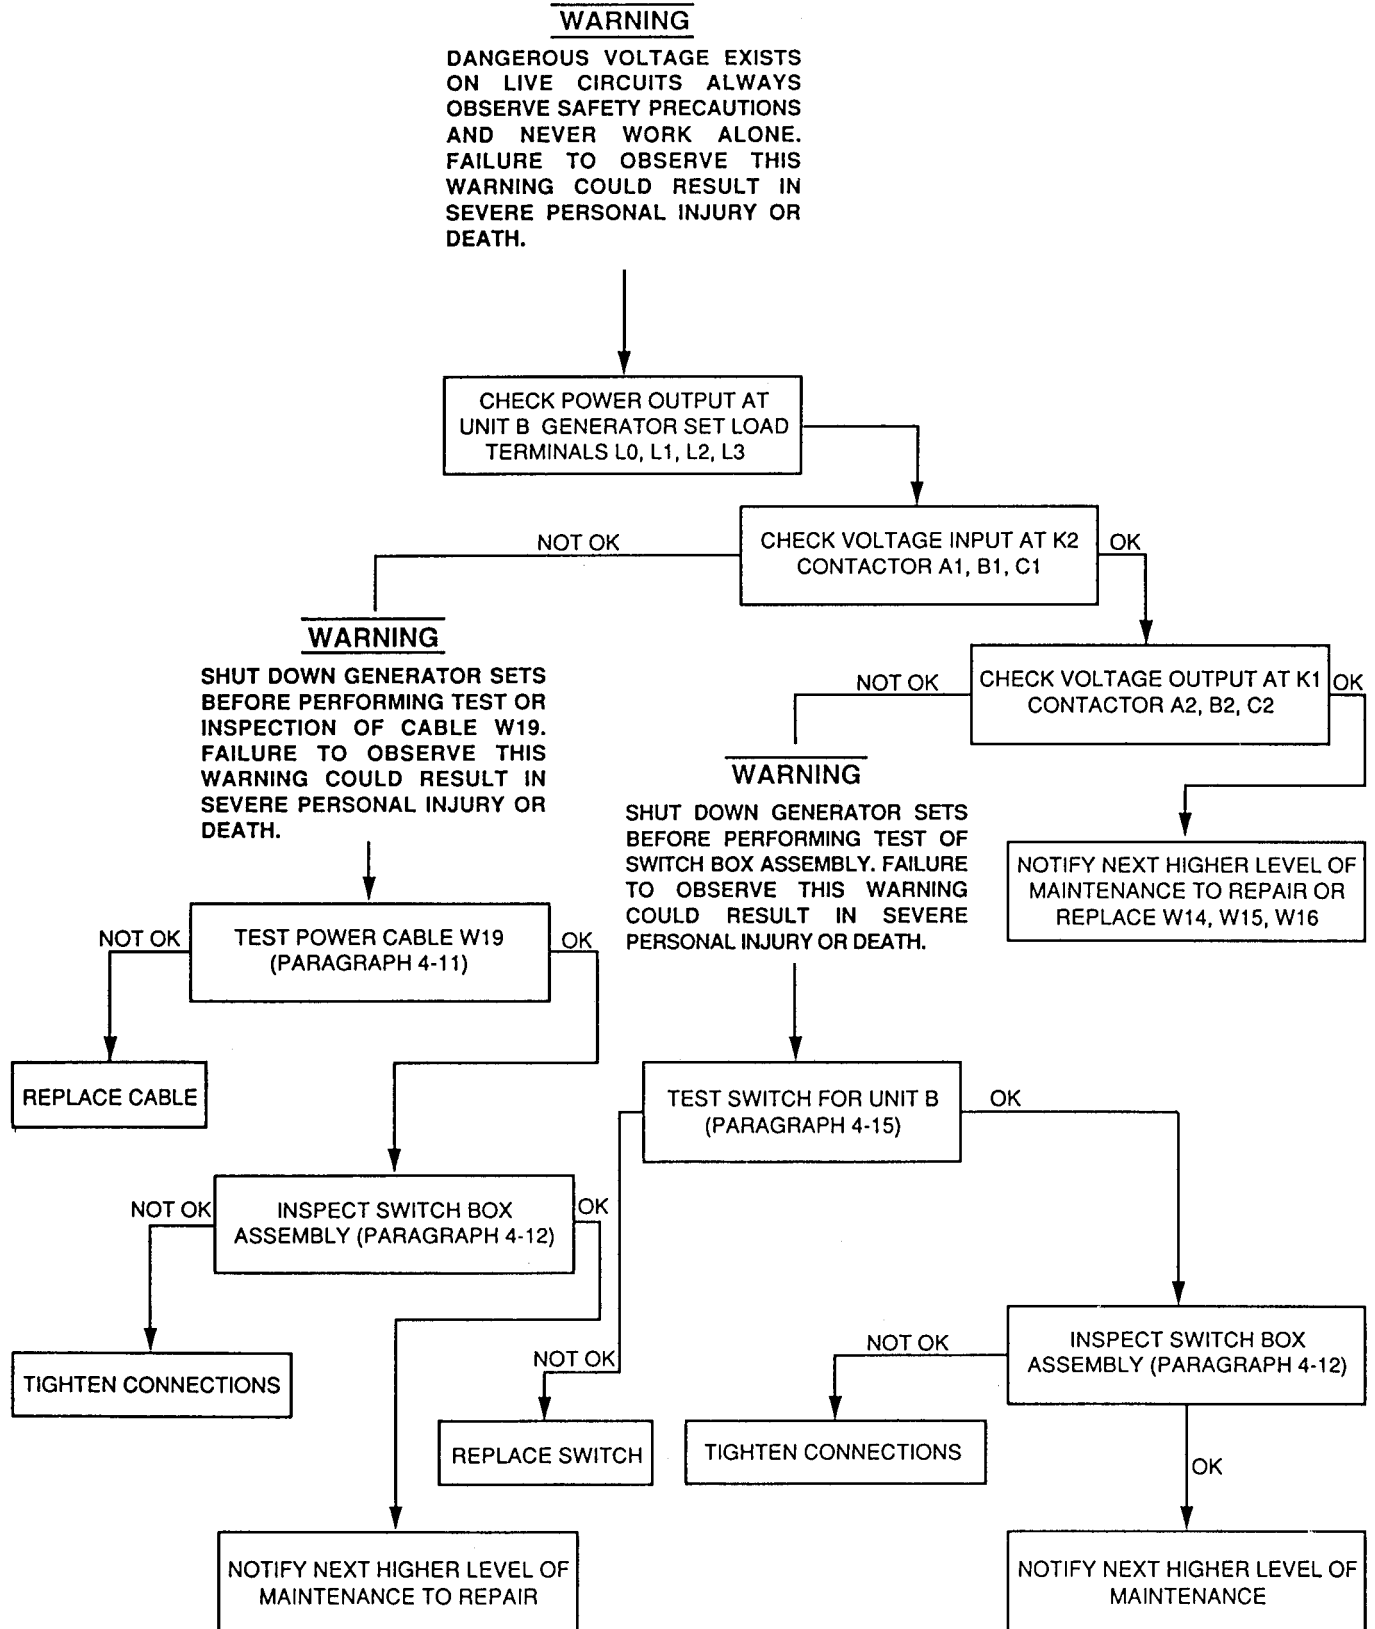 WARNING
DANGEROUS VOLTAGE EXISTS
ON LIVE CIRCUITS ALWAYS
OBSERVE SAFETY PRECAUTIONS
AND NEVER WORK ALONE.
FAILURE TO OBSERVE THIS
WARNING COULD RESULT IN
SEVERE PERSONAL INJURY OR
DEATH.
CHECK POWER OUTPUT AT
UNIT B GENERATOR SET LOAD
TERMINALS L0, L1, L2, L3
NOT OK
CHECK VOLTAGE INPUT AT K2
CONTACTOR A1, B1, C1
OK
WARNING
SHUT DOWN GENERATOR SETS
BEFORE PERFORMING TEST OR
INSPECTION OF CABLE W19.
FAILURE TO OBSERVE THIS
WARNING COULD RESULT IN
SEVERE PERSONAL INJURY OR
DEATH.
NOT OK
CHECK VOLTAGE OUTPUT AT K1
CONTACTOR A2, B2, C2
OK
WARNING
SHUT DOWN GENERATOR SETS
BEFORE PERFORMING TEST OF
SWITCH BOX ASSEMBLY. FAILURE
TO OBSERVE THIS WARNING
COULD RESULT IN SEVERE
PERSONAL INJURY OR DEATH.
NOTIFY NEXT HIGHER LEVEL OF
MAINTENANCE TO REPAIR OR
REPLACE W14, W15, W16
NOT OK
TEST POWER CABLE W19
(PARAGRAPH 4-11)
OK
REPLACE CABLE
TEST SWITCH FOR UNIT B
(PARAGRAPH 4-15)
OK
NOT OK
INSPECT SWITCH BOX
ASSEMBLY (PARAGRAPH 4-12)
OK
TIGHTEN CONNECTIONS
NOT OK
REPLACE SWITCH
NOT OK
INSPECT SWITCH BOX
ASSEMBLY (PARAGRAPH 4-12)
TIGHTEN CONNECTIONS
OK
NOTIFY NEXT HIGHER LEVEL OF
MAINTENANCE TO REPAIR
NOTIFY NEXT HIGHER LEVEL OF
MAINTENANCE